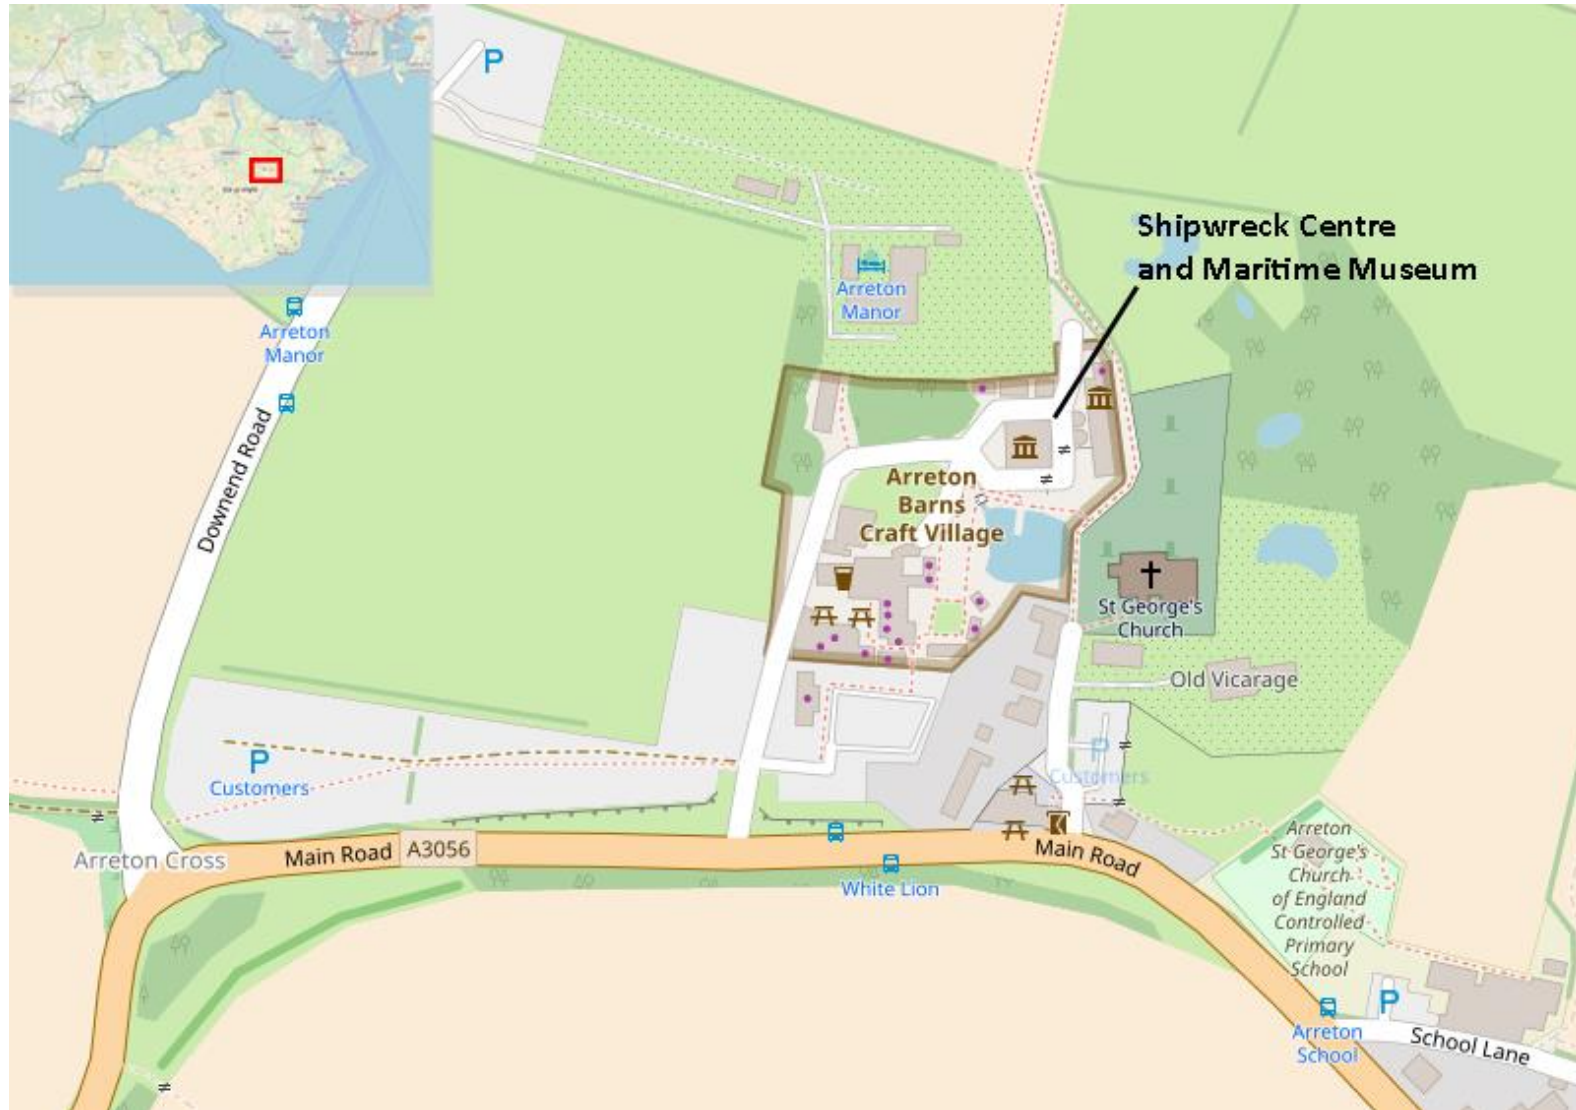 P
Shipwreck Centre
and Maritime Museum
Arreton
Manor
Arreton
Manor
Downend Road
Arreton
Barns
Craft Village
St George's
Church
Old Vicarage
P
Customers
P
Customers
Arreton Cross
Main Road
A3056
Main Road
White Lion
Arreton
St George's
Church
of England
Controlled
Primary
School
P
Arreton
School
School Lane